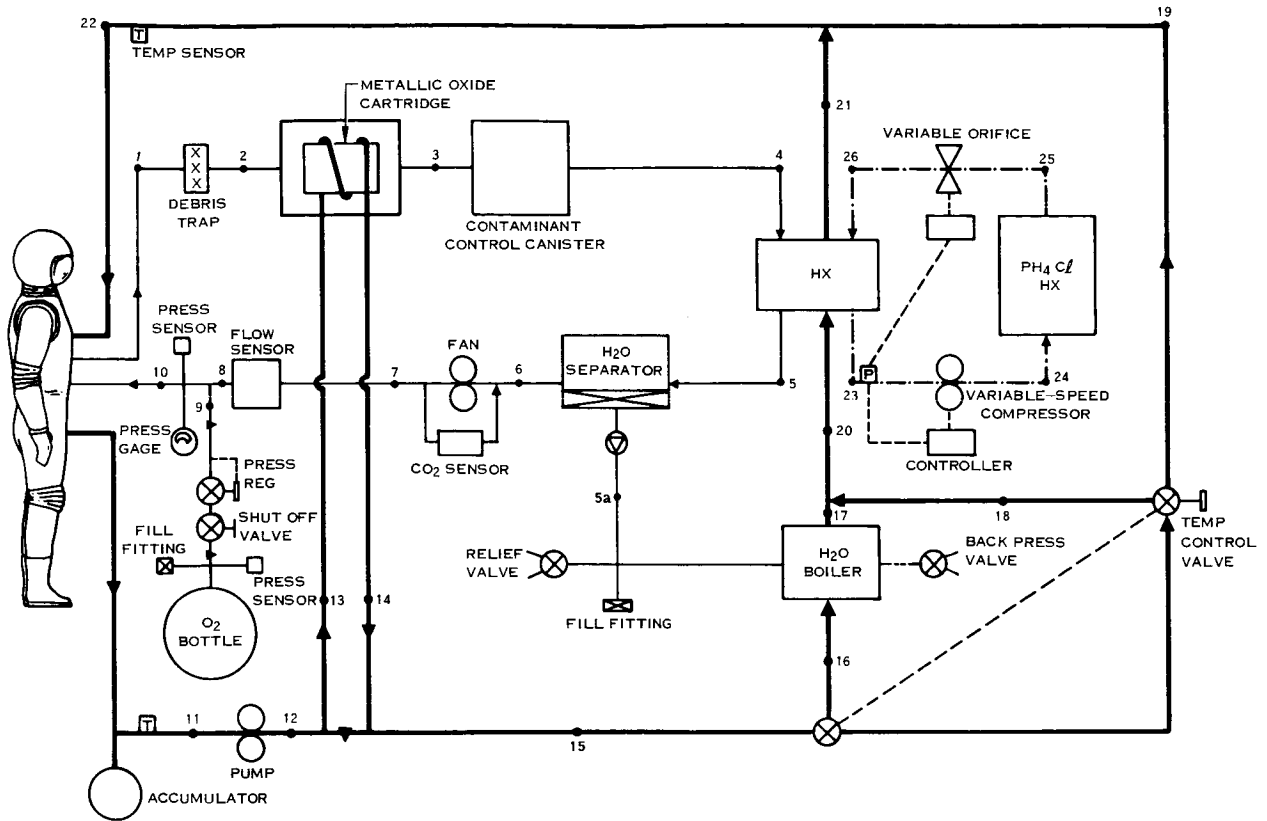 22
19
T
TEMP SENSOR
METALLIC OXIDE
CARTRIDGE
21
VARIABLE ORIFICE
1
2
3
4
26
25
X
X
X
DEBRIS
TRAP
CONTAMINANT
CONTROL CANISTER
HX
PH4 Cl
HX
PRESS
SENSOR
FLOW
SENSOR
FAN
H2O
SEPARATOR
10
8
7
6
5
23
P
24
VARIABLE-SPEED
COMPRESSOR
9
PRESS
GAGE
CO2 SENSOR
20
CONTROLLER
PRESS
REG
5a
17
18
TEMP
CONTROL
VALVE
SHUT OFF
VALVE
FILL
FITTING
RELIEF
VALVE
H2O
BOILER
BACK PRESS
VALVE
PRESS
SENSOR
13
14
FILL FITTING
O2
BOTTLE
16
T
11
12
15
PUMP
ACCUMULATOR